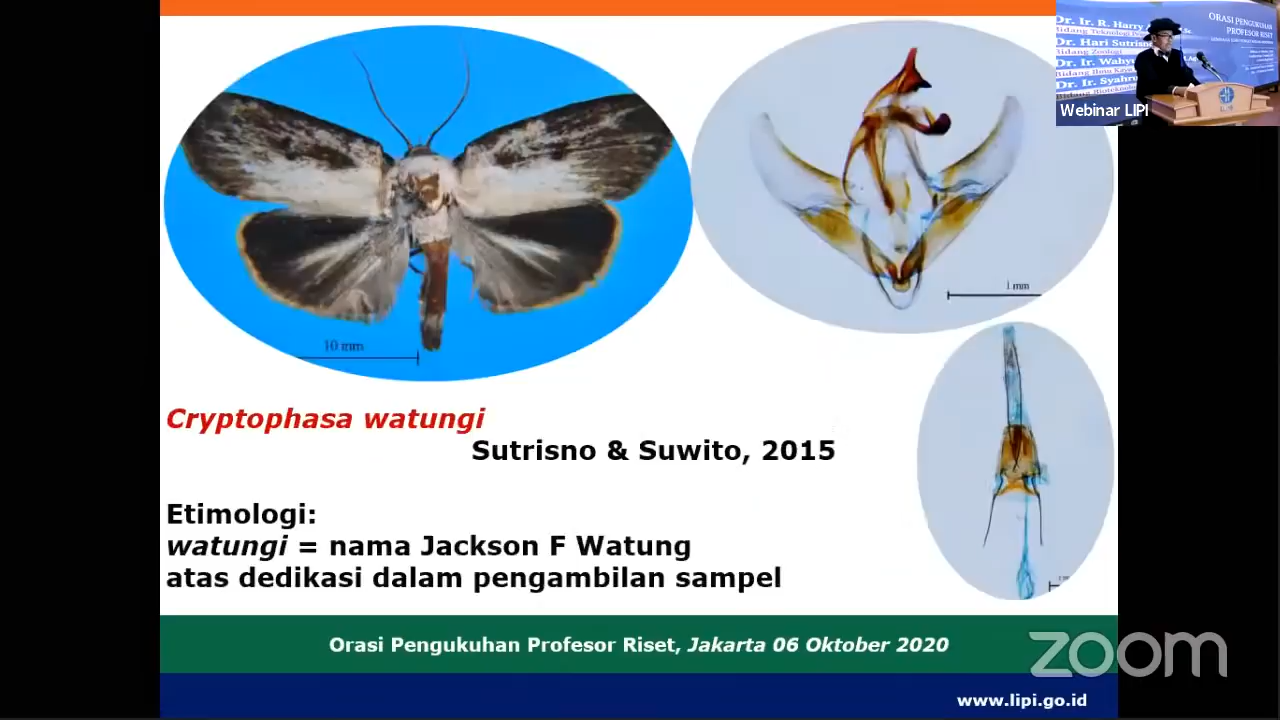 Dr. Ir. R. Harry
Dr. Hari Sutrisno
Bidang Zoologi
Dr. Ir. Wahyu
Dr. Ir. Syahru
ORASI PENGUKUHAN
PROFESOR RISET
Webinar LIPI
10 mm
1 mm
Cryptophasa watungi
Sutrisno & Suwito, 2015
Etimologi:
watungi = nama Jackson F Watung
atas dedikasi dalam pengambilan sampel
Orasi Pengukuhan Profesor Riset, Jakarta 06 Oktober 2020
zoom
www.lipi.go.id